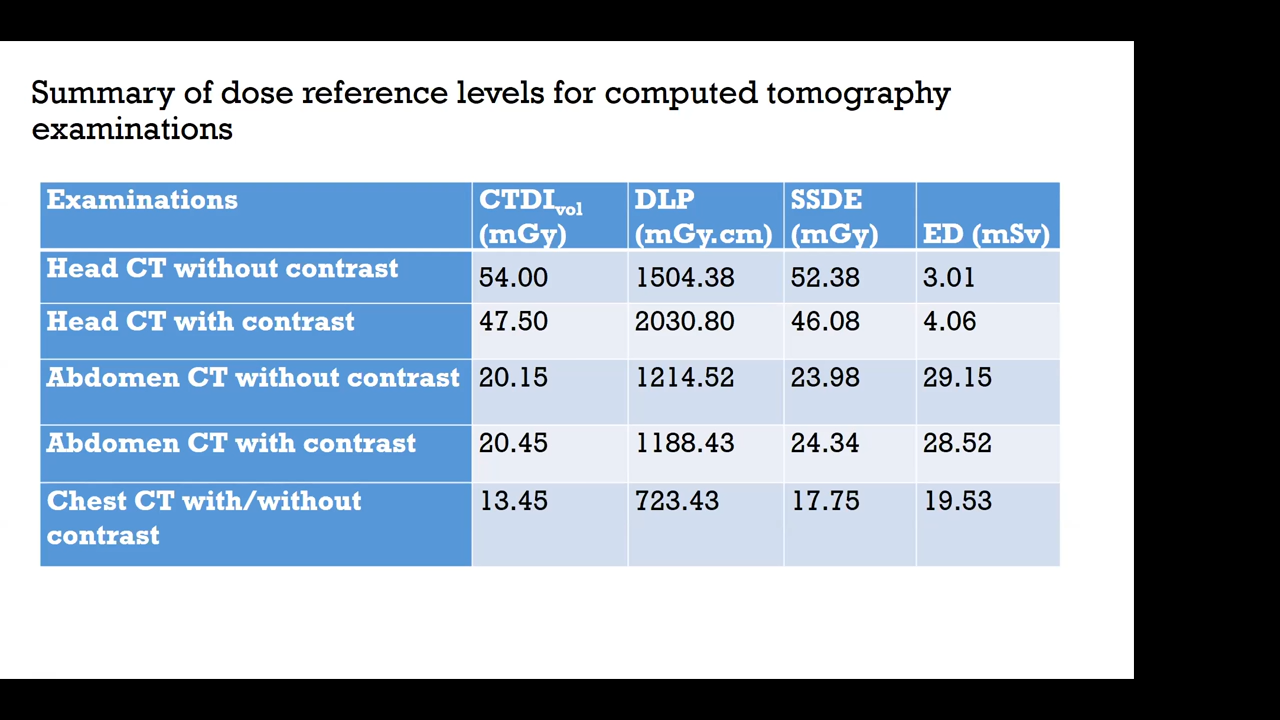 Summary of dose reference levels for computed tomography
examinations
Examinations CTDIvol (mGy) DLP (mGy.cm) SSDE (mGy) ED (mSv)
Head CT without contrast 54.00 1504.38 52.38 3.01
Head CT with contrast 47.50 2030.80 46.08 4.06
Abdomen CT without contrast 20.15 1214.52 23.98 29.15
Abdomen CT with contrast 20.45 1188.43 24.34 28.52
Chest CT with/without contrast 13.45 723.43 17.75 19.53